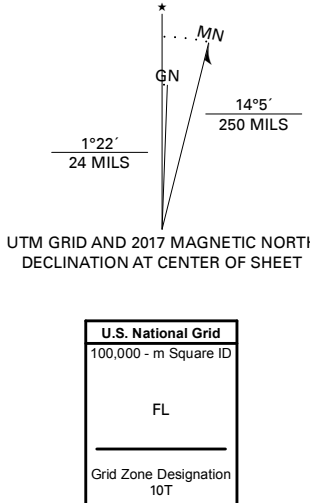 ★
MN
GN
1°22´
24 MILS
14°5´
250 MILS
UTM GRID AND 2017 MAGNETIC NORTH
DECLINATION AT CENTER OF SHEET
U.S. National Grid
100,000 - m Square ID
FL
Grid Zone Designation
10T